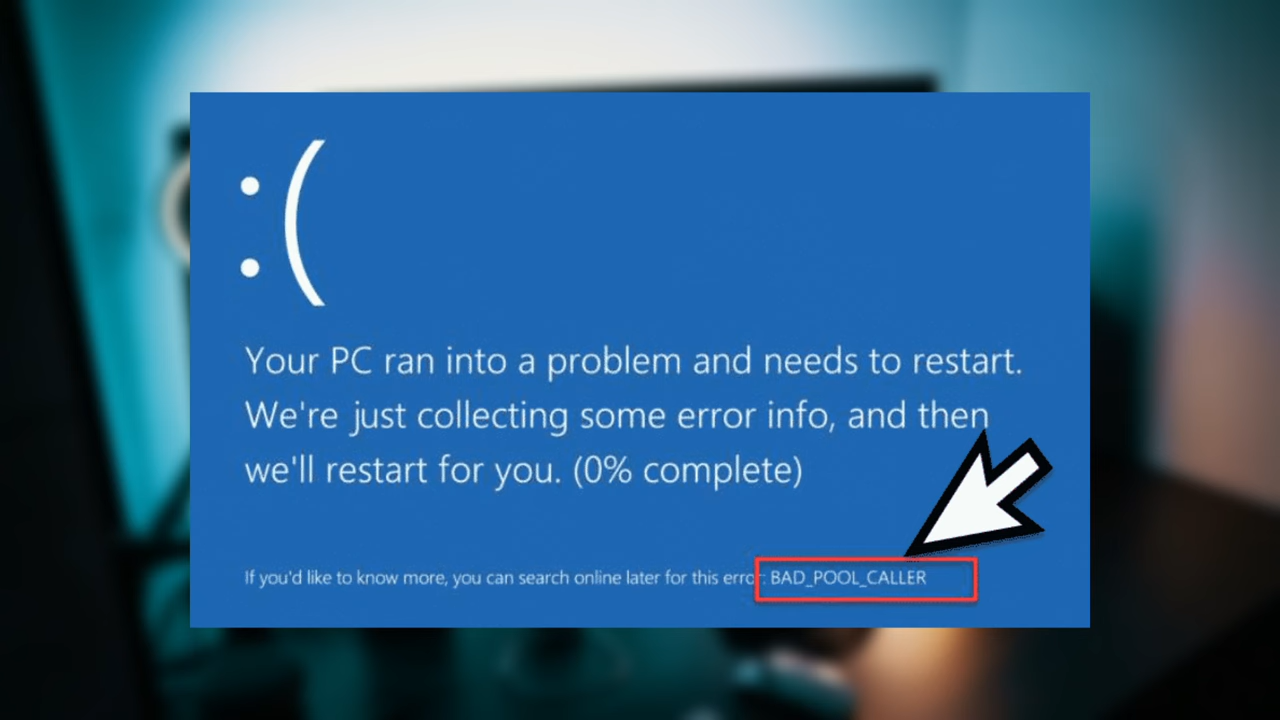 :(
Your PC ran into a problem and needs to restart.
We're just collecting some error info, and then
we'll restart for you. (0% complete)
If you'd like to know more, you can search online later for this error: BAD_POOL_CALLER